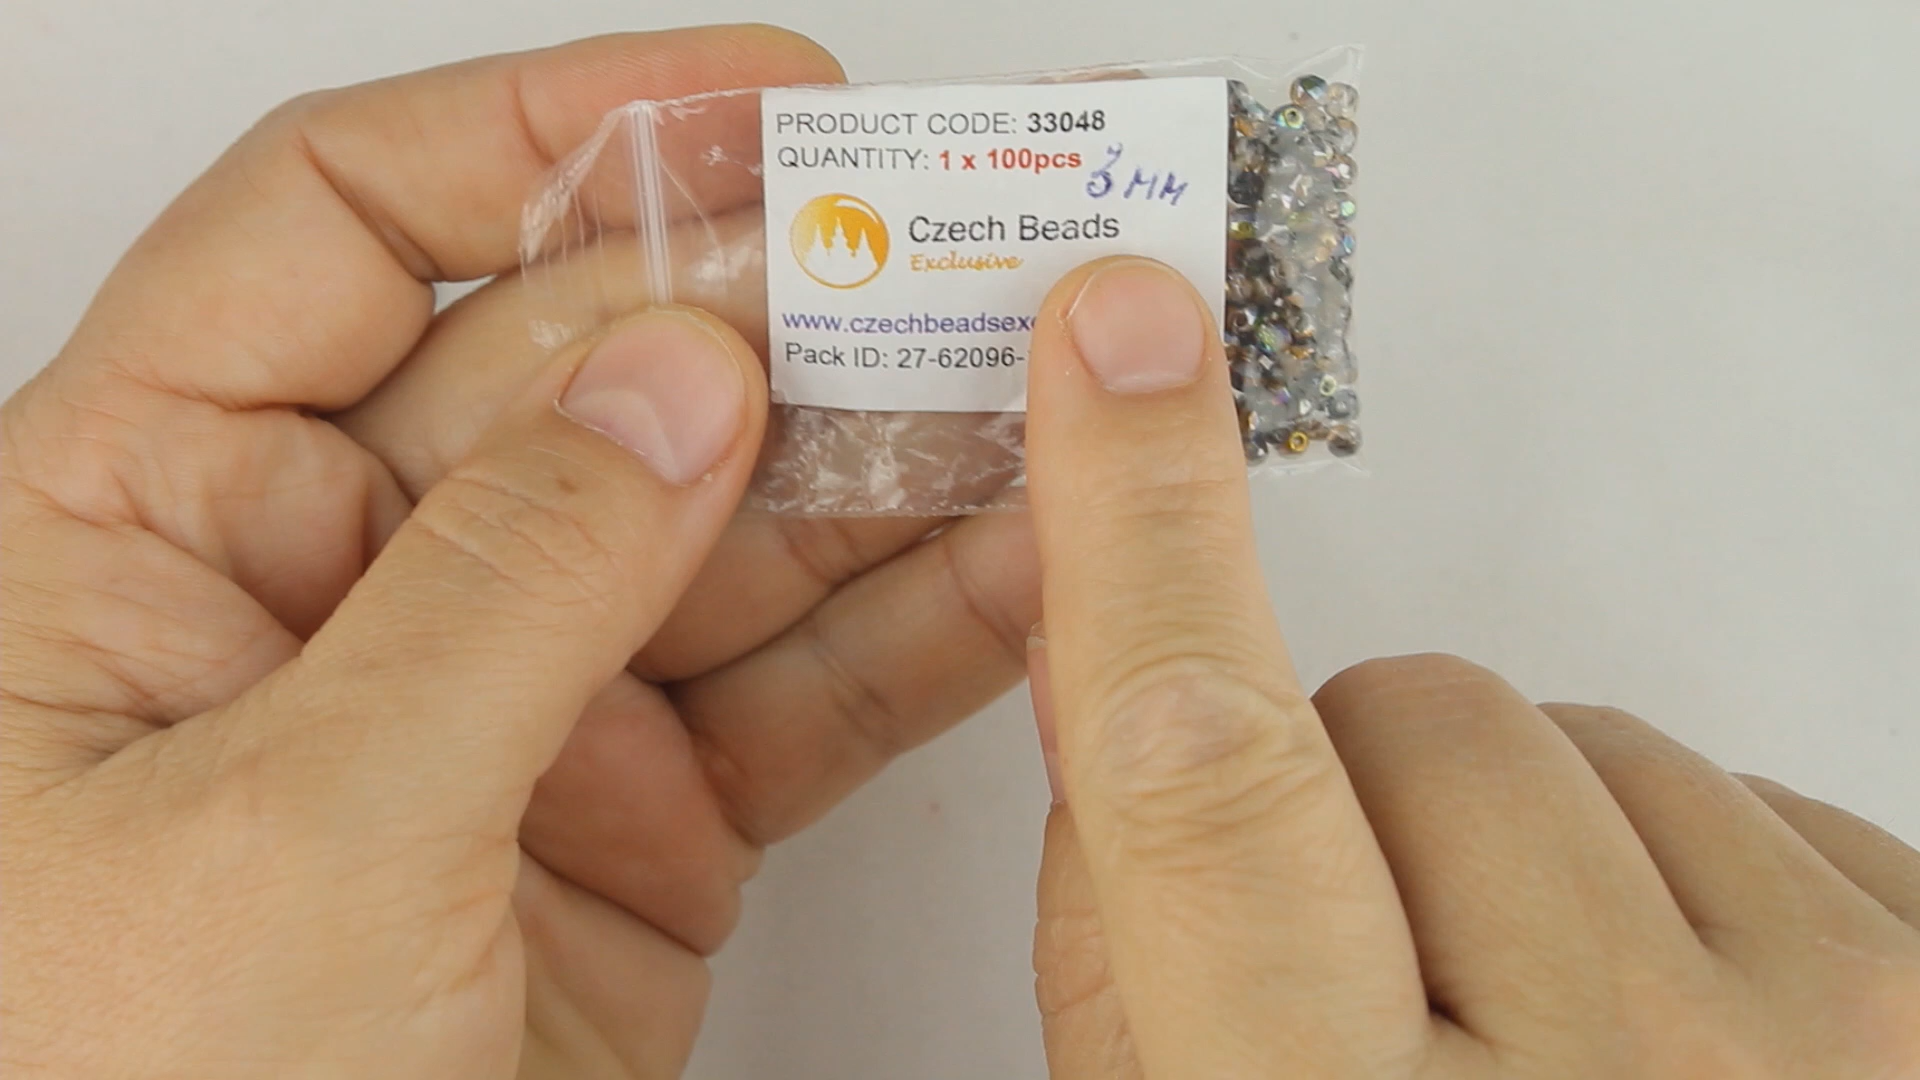 PRODUCT CODE: 33048
QUANTITY: 1 x 100pcs
3 мм
Czech Beads
Exclusive
www.czechbeadsex
Pack ID: 27-62096-